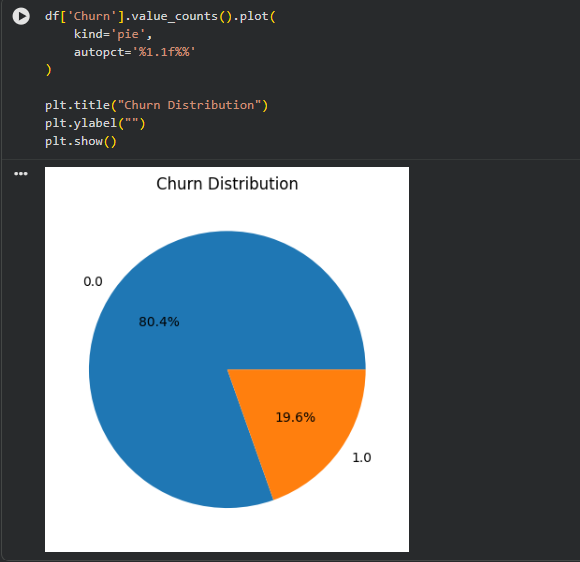 df['Churn'].value_counts().plot(
    kind='pie',
    autopct='%1.1f%%'
)
plt.title("Churn Distribution")
plt.ylabel("")
plt.show()
Churn Distribution
0.0
80.4%
19.6%
1.0